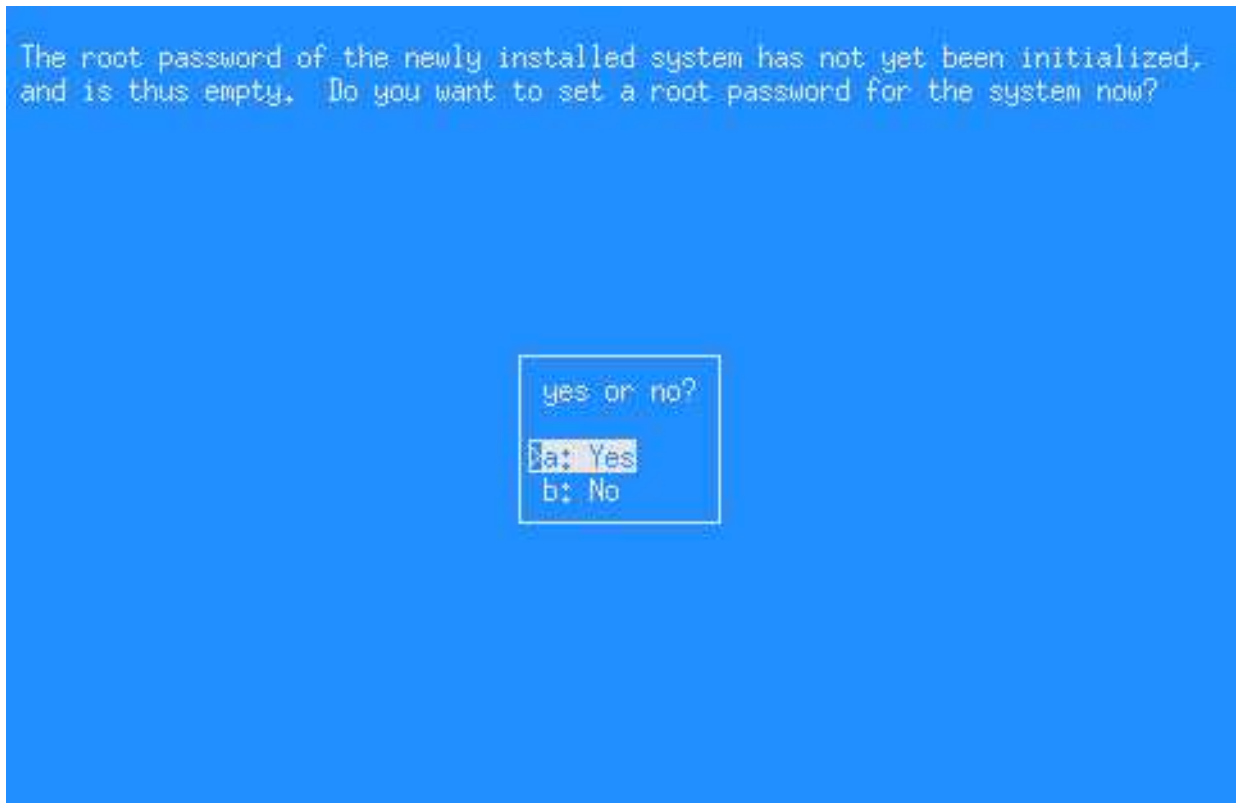 The root password of the newly installed system has not yet been initialized,
and is thus empty.  Do you want to set a root password for the system now?
yes or no?
>a: Yes
b: No